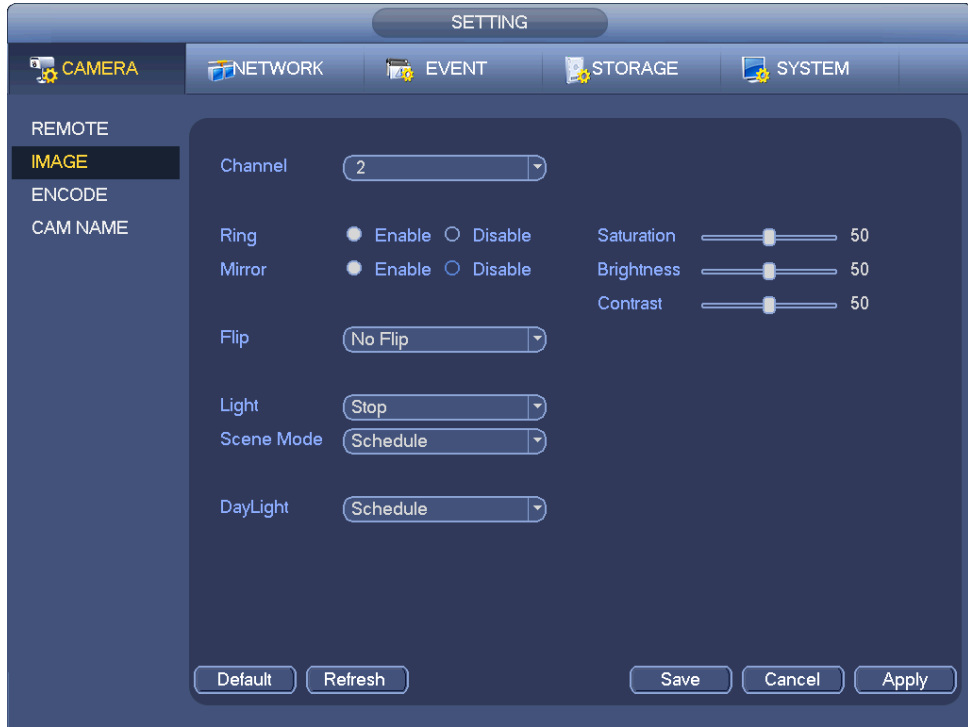 SETTING
CAMERA NETWORK EVENT STORAGE SYSTEM
REMOTE
IMAGE
ENCODE
CAM NAME
Channel 2
Ring Enable Disable Saturation 50
Mirror Enable Disable Brightness 50
Contrast 50
Flip No Flip
Light Stop
Scene Mode Schedule
DayLight Schedule
Default Refresh Save Cancel Apply